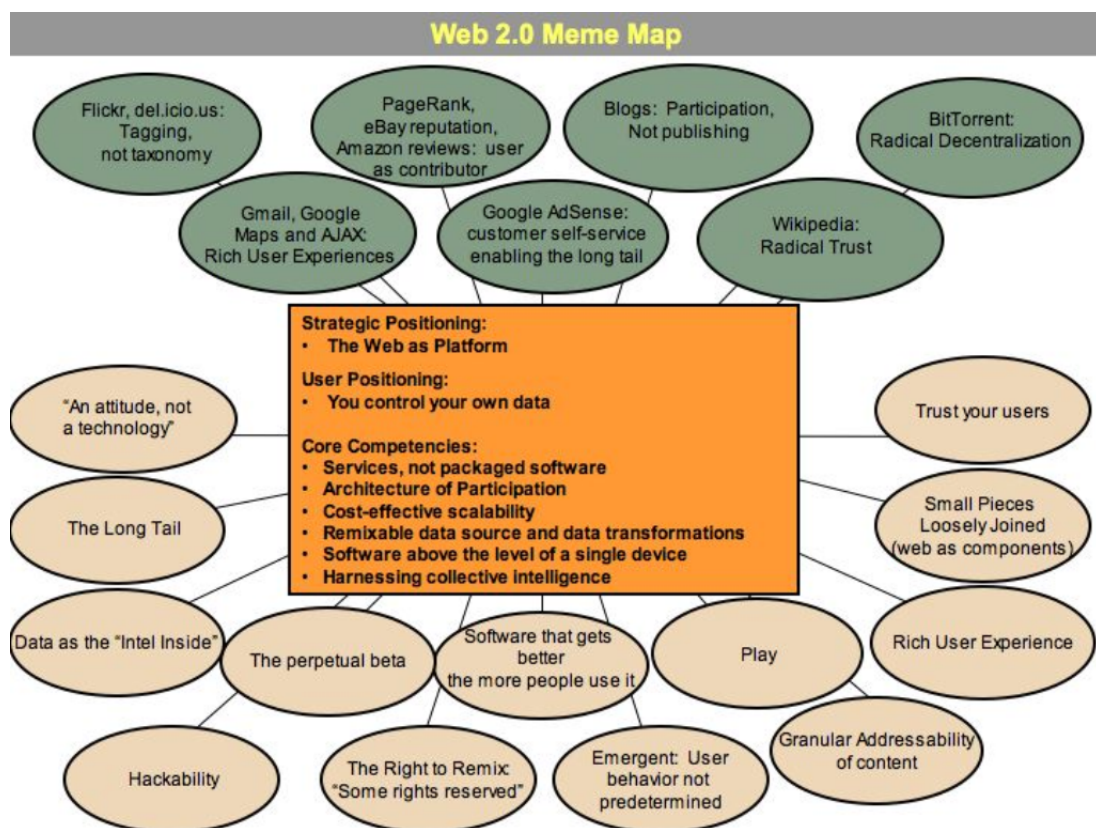 Web 2.0 Meme Map
Flickr, del.icio.us:
Tagging,
not taxonomy
PageRank,
eBay reputation,
Amazon reviews: user
as contributor
Blogs: Participation,
Not publishing
BitTorrent:
Radical Decentralization
Gmail, Google
Maps and AJAX:
Rich User Experiences
Google AdSense:
customer self-service
enabling the long tail
Wikipedia:
Radical Trust
Strategic Positioning:
• The Web as Platform
User Positioning:
• You control your own data
Core Competencies:
• Services, not packaged software
• Architecture of Participation
• Cost-effective scalability
• Remixable data source and data transformations
• Software above the level of a single device
• Harnessing collective intelligence
“An attitude, not
a technology”
Trust your users
The Long Tail
Small Pieces
Loosely Joined
(web as components)
Data as the “Intel Inside”
The perpetual beta
Software that gets
better
the more people use it
Play
Rich User Experience
Hackability
The Right to Remix:
“Some rights reserved”
Emergent: User
behavior not
predetermined
Granular Addressability
of content